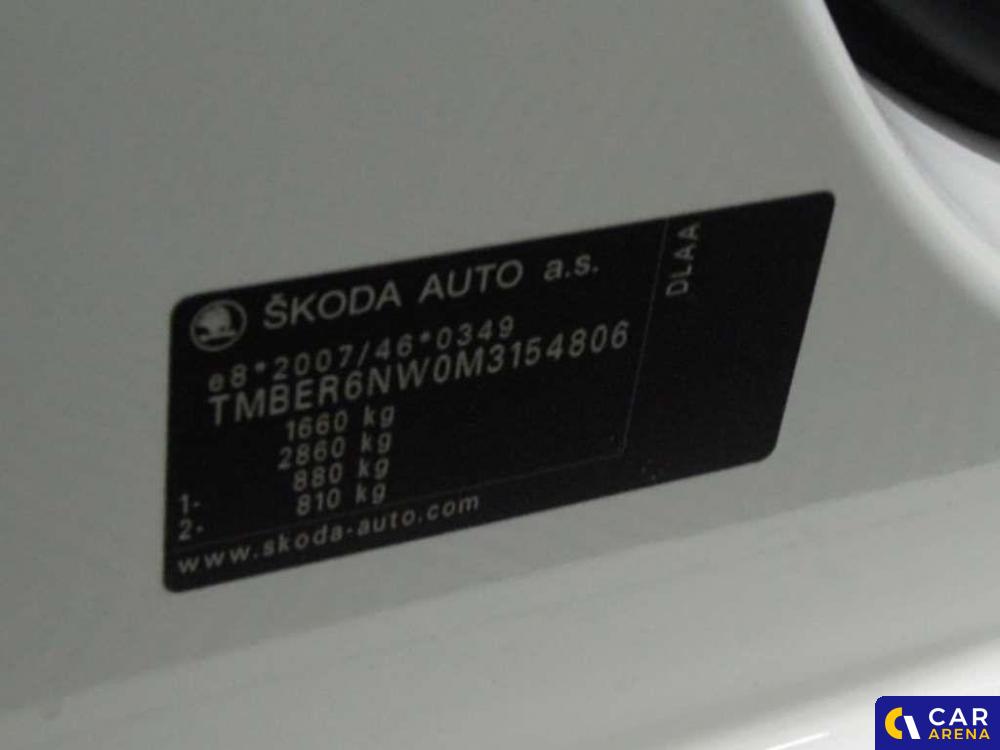 ŠKODA AUTO a.s.
e8*2007/46*0349
TMBER6NW0M3154806
1660 kg
2860 kg
1- 880 kg
2- 810 kg
www.skoda-auto.com
DLAA
CAR
ARENA